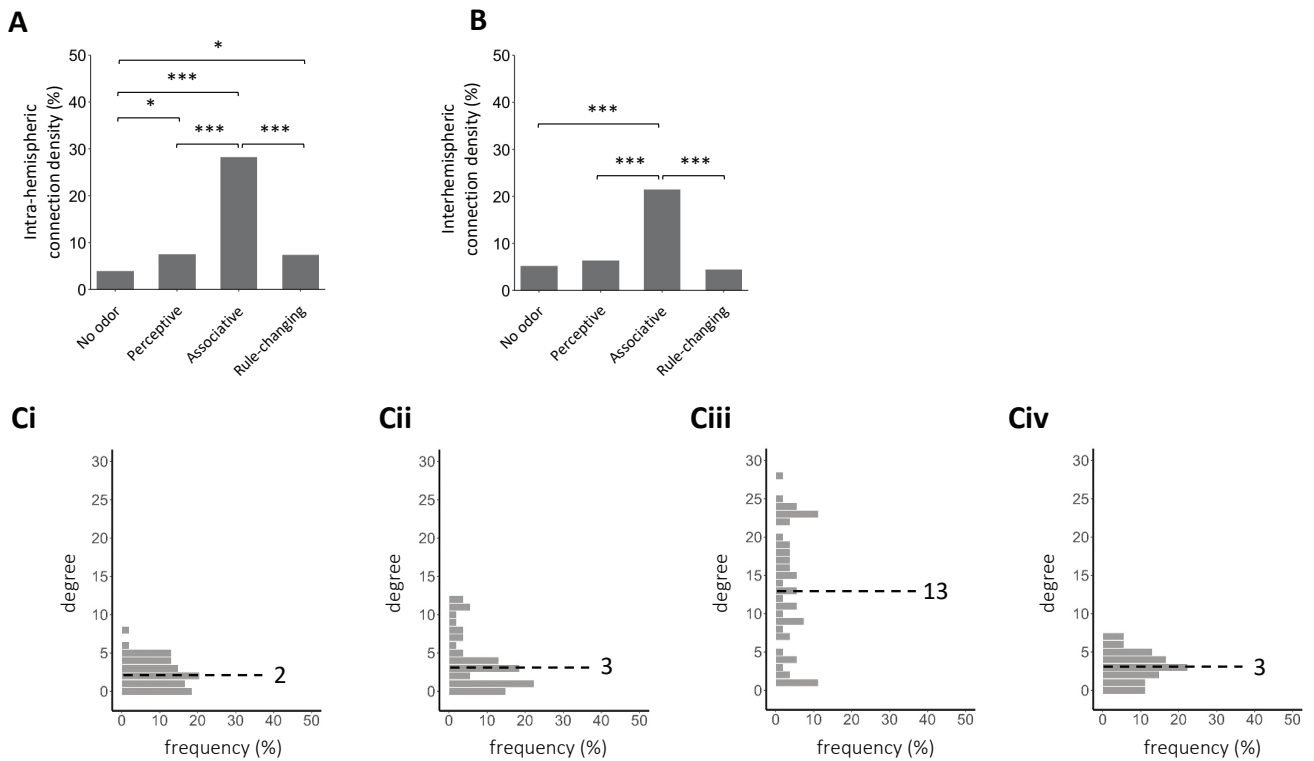 A
Intra-hemispheric
connection density (%)
50
40
30
20
10
0
*
***
*
***
***
No odor
Perceptive
Associative
Rule-changing
B
Interhemispheric
connection density (%)
50
40
30
20
10
0
***
***
***
No odor
Perceptive
Associative
Rule-changing
Ci
degree
30
25
20
15
10
5
0
2
0 10 20 30 40 50
frequency (%)
Cii
degree
30
25
20
15
10
5
0
3
0 10 20 30 40 50
frequency (%)
Ciii
degree
30
25
20
15
10
5
0
13
0 10 20 30 40 50
frequency (%)
Civ
degree
30
25
20
15
10
5
0
3
0 10 20 30 40 50
frequency (%)